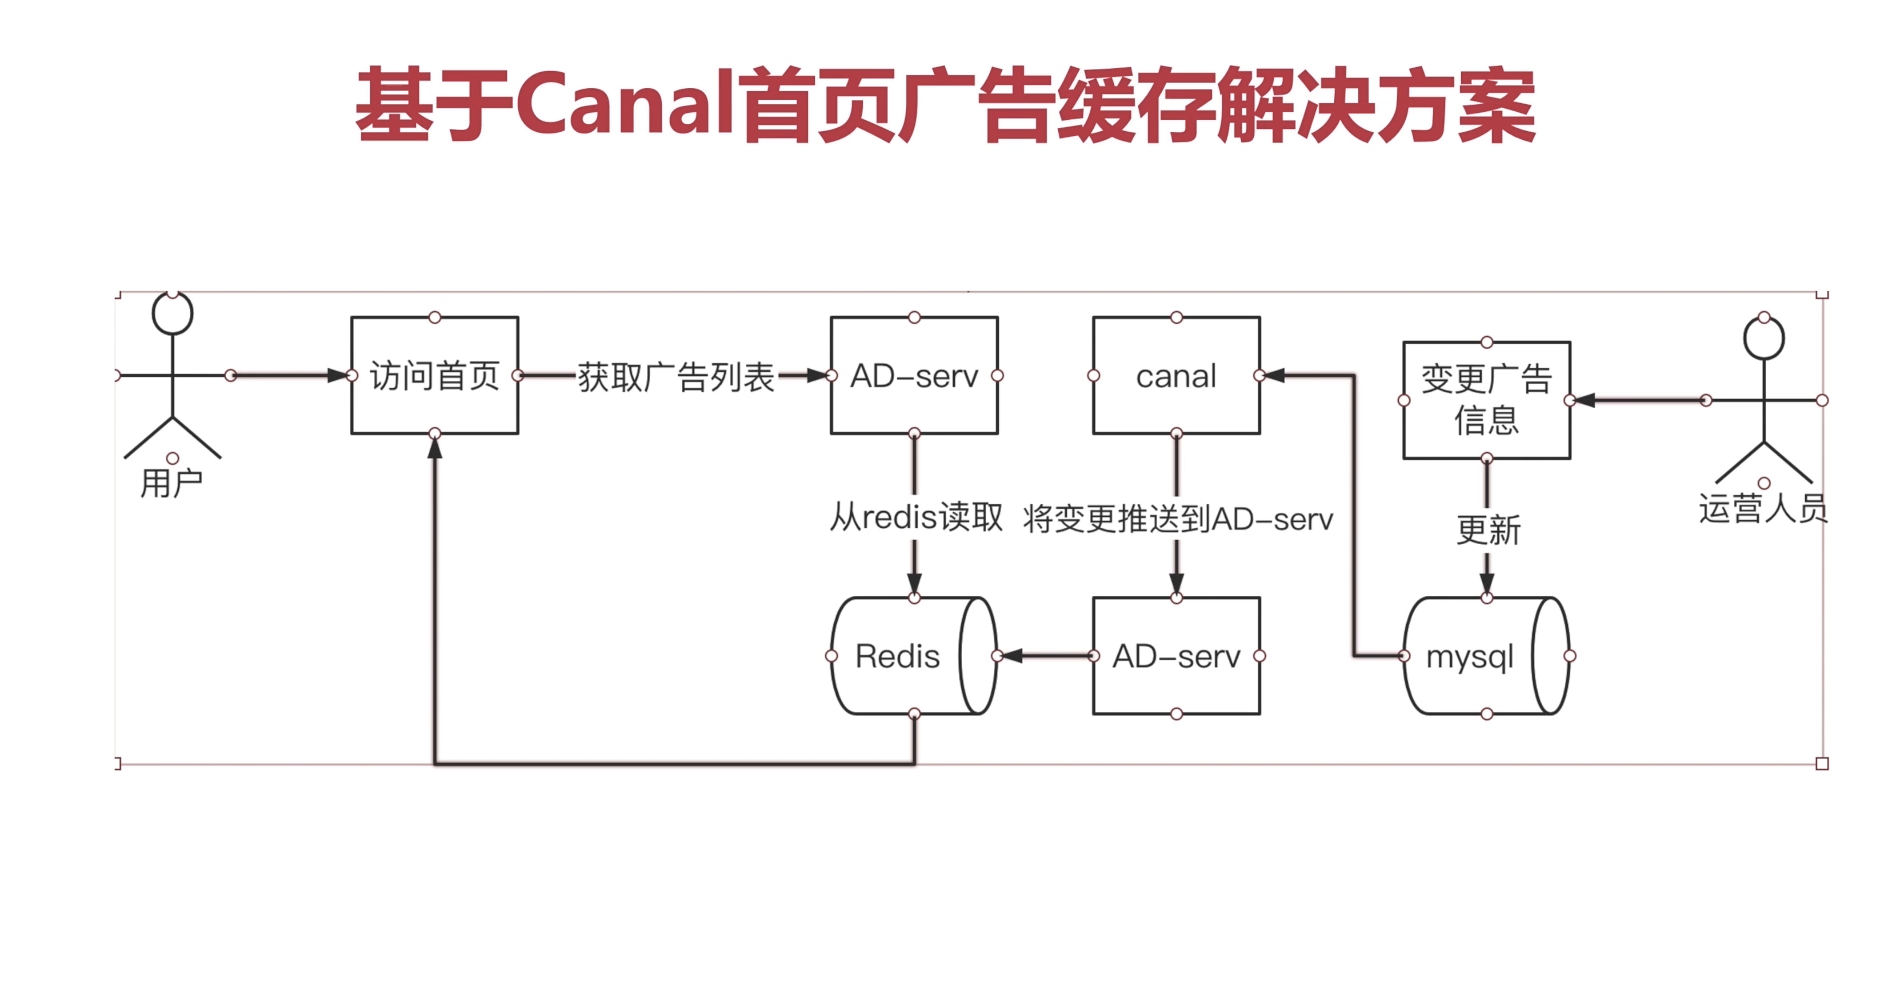 基于Canal首页广告缓存解决方案
访问首页
获取广告列表
AD-serv
canal
变更广告
信息
用户
运营人员
从redis读取
将变更推送到AD-serv
更新
Redis
AD-serv
mysql